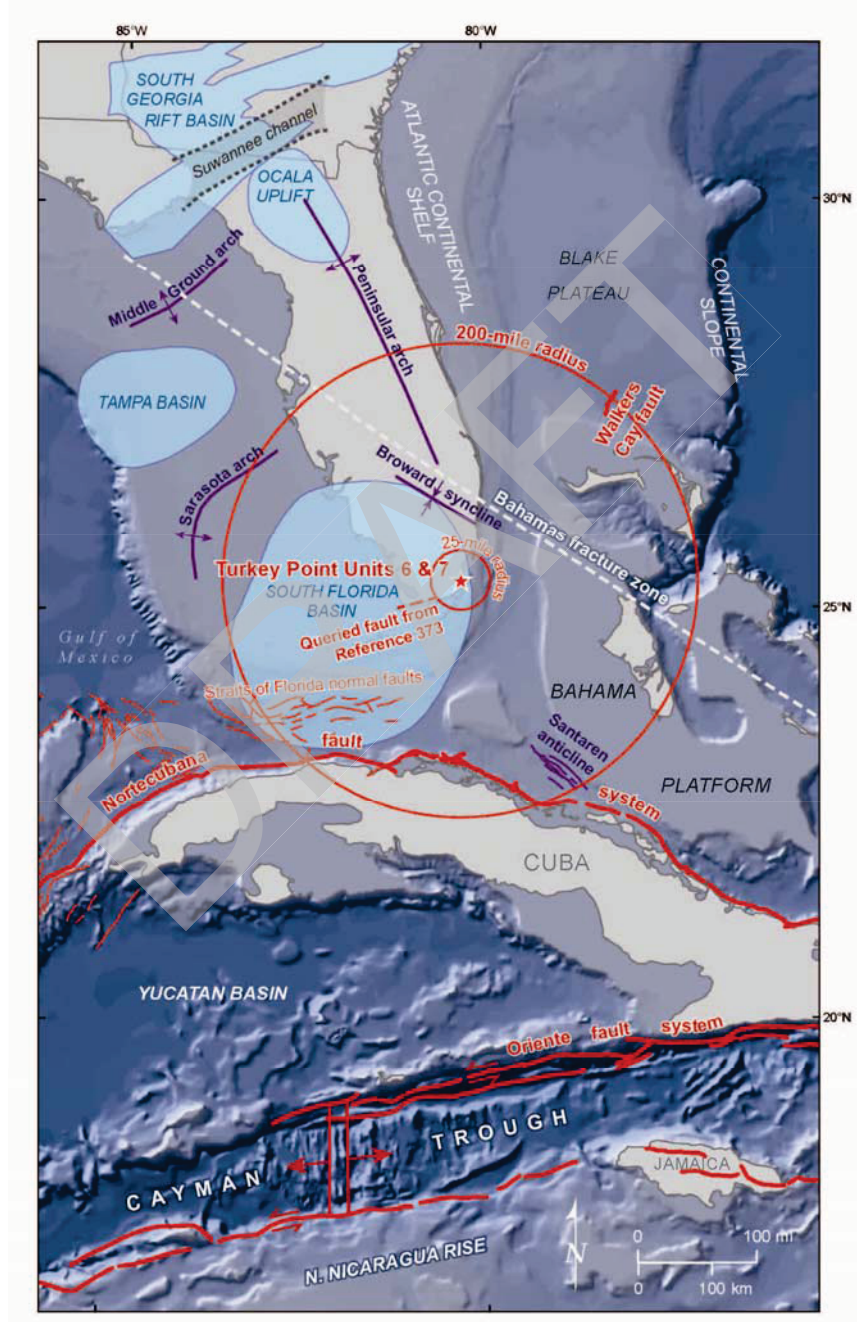 85°W
80°W
SOUTH
GEORGIA
RIFT BASIN
Suwannee channel
OCALA
UPLIFT
ATLANTIC CONTINENTAL
SHELF
30°N
BLAKE
PLATEAU
CONTINENTAL
SLOPE
Middle Ground arch
Peninsular arch
200-mile radius
Walkers
Cay fault
TAMPA BASIN
Sarasota arch
Broward syncline
Bahamas fracture zone
25-mile radius
Turkey Point Units 6 & 7
SOUTH FLORIDA
BASIN
25°N
Queried fault from
Reference 373
Gulf of
Mexico
Straits of Florida normal faults
BAHAMA
Santaren
anticline
PLATFORM
Nortecubana
fault
system
CUBA
YUCATAN BASIN
20°N
Oriente fault system
CAYMAN
TROUGH
JAMAICA
N. NICARAGUA RISE
N
0 100 mi
0 100 km
DRAFT